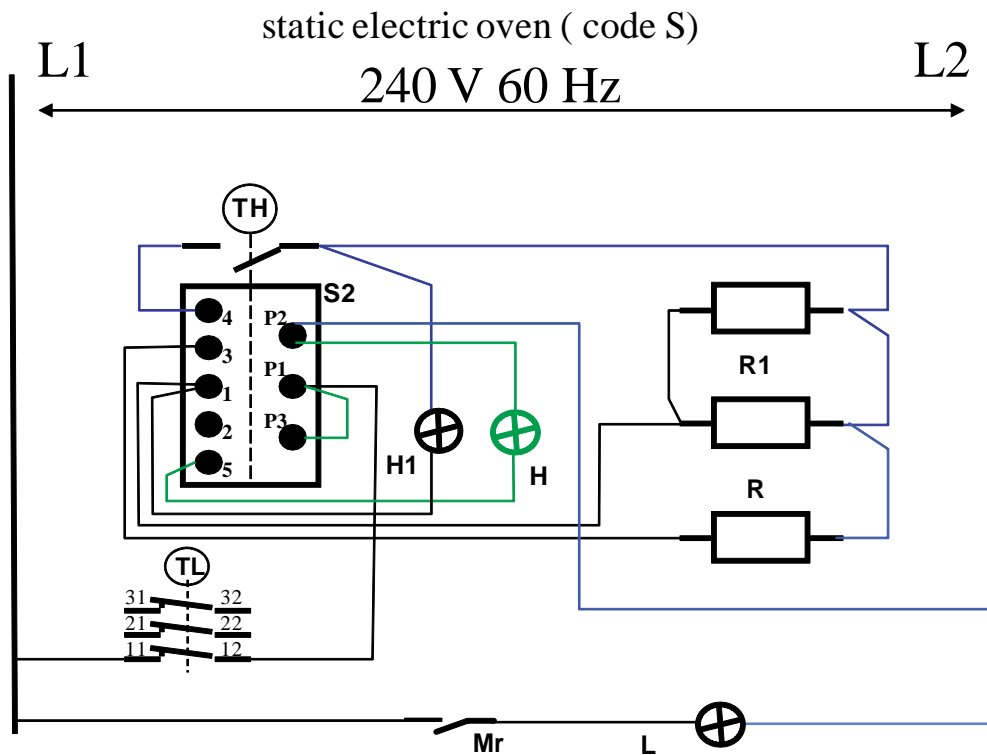 static electric oven ( code S)
L1
L2
240 V 60 Hz
TH
S2
4
P2
3
P1
1
R1
2
P3
5
H1
H
R
TL
31
32
21
22
11
12
Mr
L